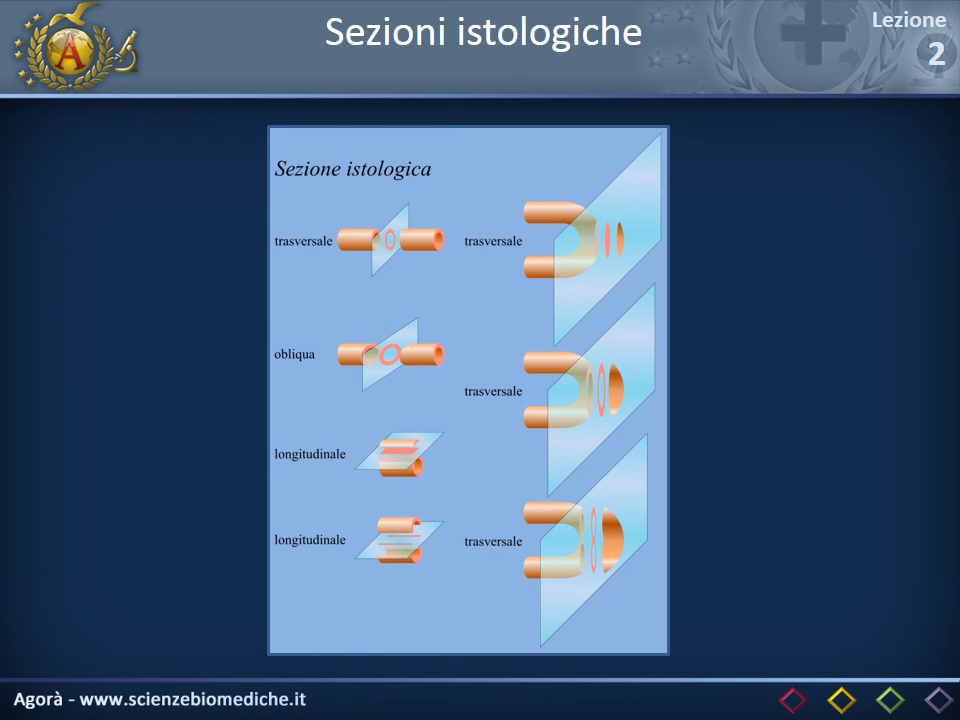 Sezioni istologiche
Lezione
2
Sezione istologica
trasversale
trasversale
obliqua
trasversale
longitudinale
longitudinale
trasversale
A
Agorà - www.scienzebiomediche.it